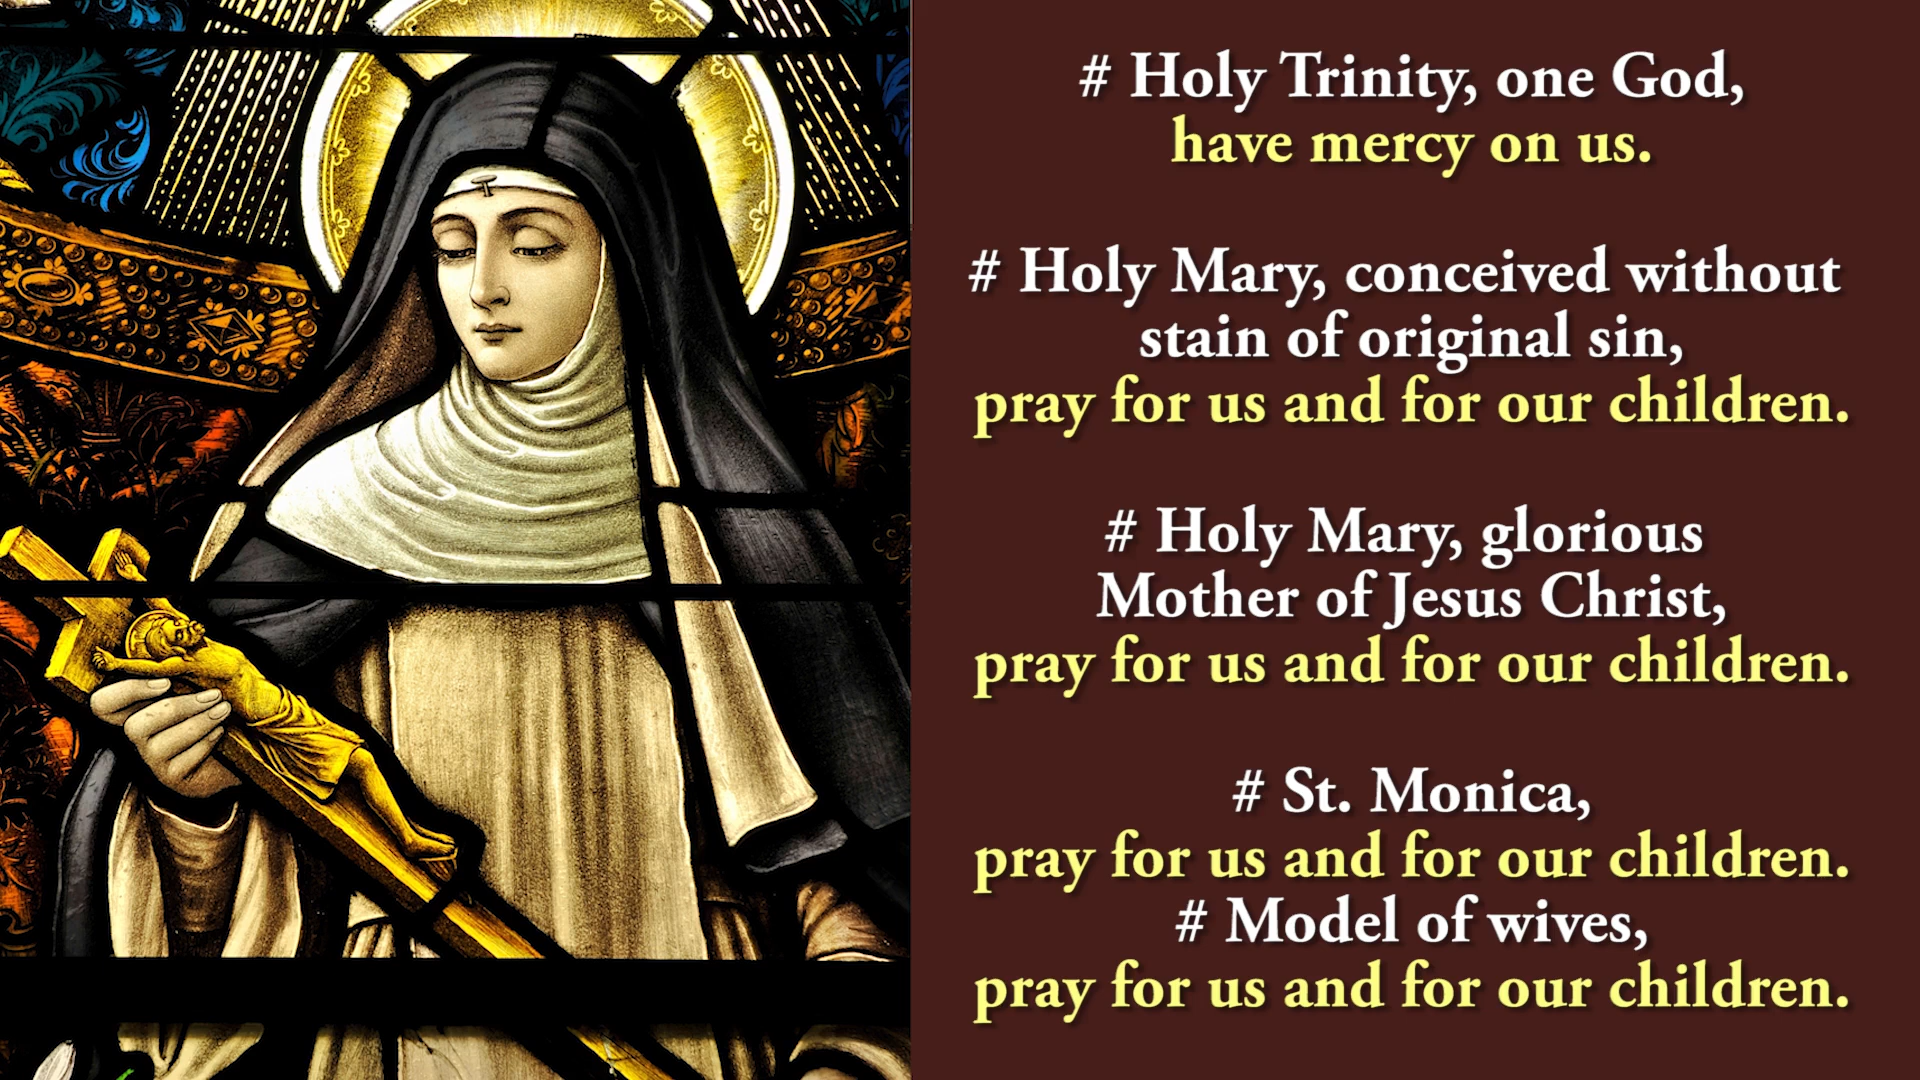 # Holy Trinity, one God,
have mercy on us.
# Holy Mary, conceived without
stain of original sin,
pray for us and for our children.
# Holy Mary, glorious
Mother of Jesus Christ,
pray for us and for our children.
# St. Monica,
pray for us and for our children.
# Model of wives,
pray for us and for our children.